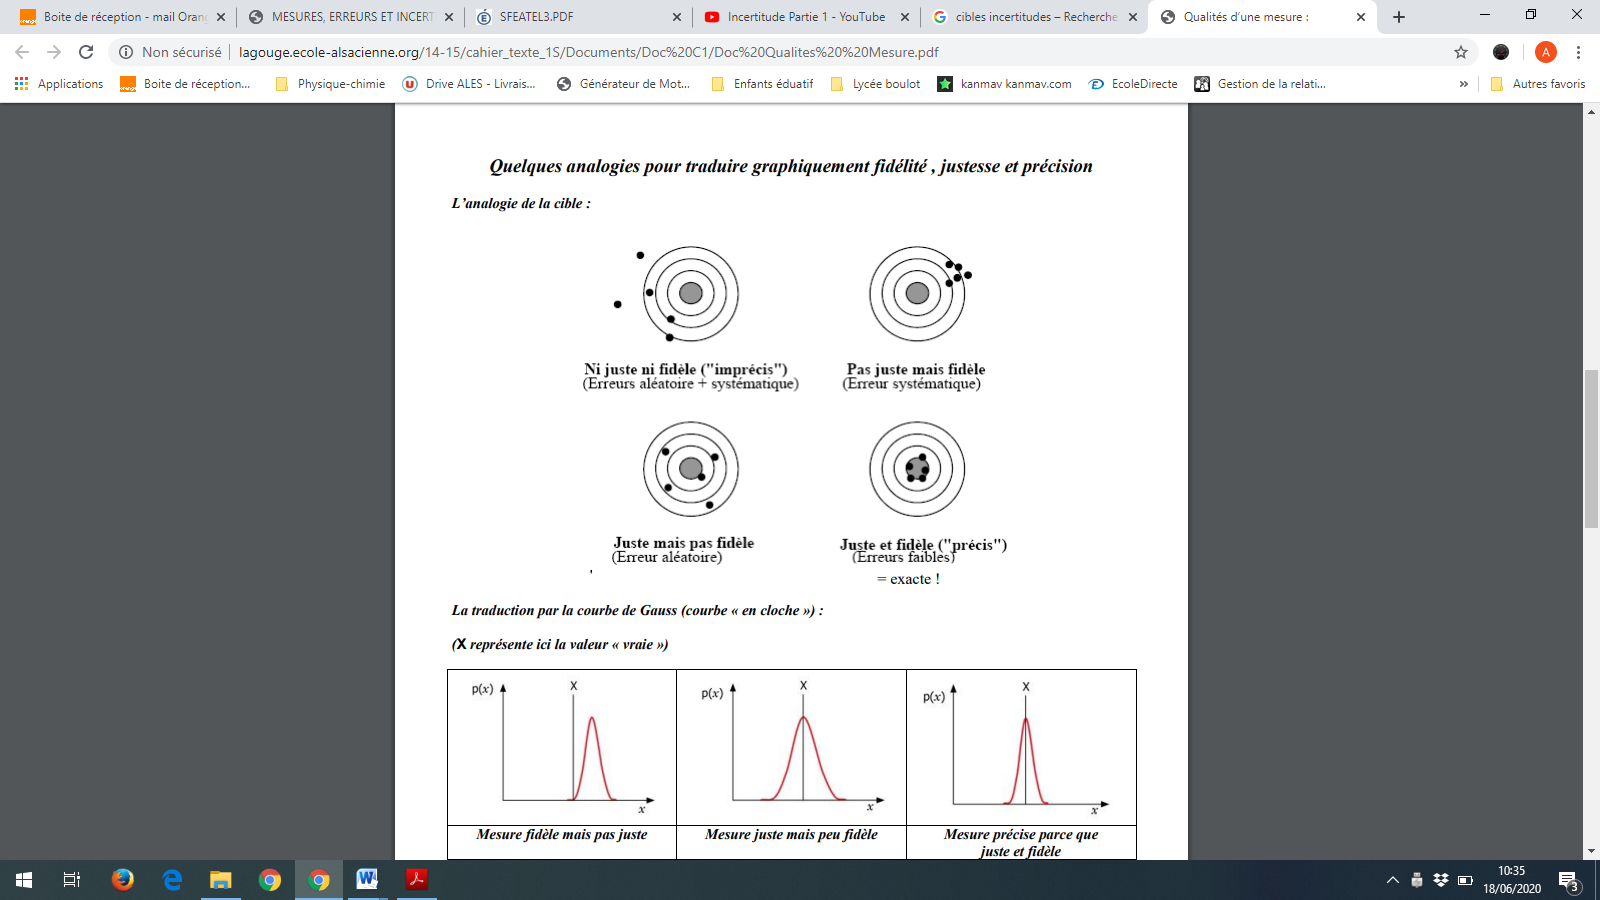 Boite de réception - mail Orang
MESURES, ERREURS ET INCERT
SFEATEL3.PDF
Incertitude Partie 1 - YouTube
cibles incertitudes – Recherche
Qualités d'une mesure :
Non sécurisé
lagouge.ecole-alsacienne.org/14-15/cahier_texte_1S/Documents/Doc%20C1/Doc%20Qualites%20%20Mesure.pdf
A
Applications
Boite de réception...
Physique-chimie
Drive ALES - Livrais...
Générateur de Mot...
Enfants éduatif
Lycée boulot
kanmav kanmav.com
EcoleDirecte
Gestion de la relati...
»
Autres favoris
Quelques analogies pour traduire graphiquement fidélité , justesse et précision
L'analogie de la cible :
Ni juste ni fidèle ("imprécis")
(Erreurs aléatoire + systématique)
Pas juste mais fidèle
(Erreur systématique)
Juste mais pas fidèle
(Erreur aléatoire)
Juste et fidèle ("précis")
(Erreurs faibles)
= exacte !
La traduction par la courbe de Gauss (courbe « en cloche ») :
(X représente ici la valeur « vraie »)
p(x)
X
x
p(x)
X
x
p(x)
X
x
Mesure fidèle mais pas juste
Mesure juste mais peu fidèle
Mesure précise parce que
juste et fidèle
10:35
18/06/2020
3